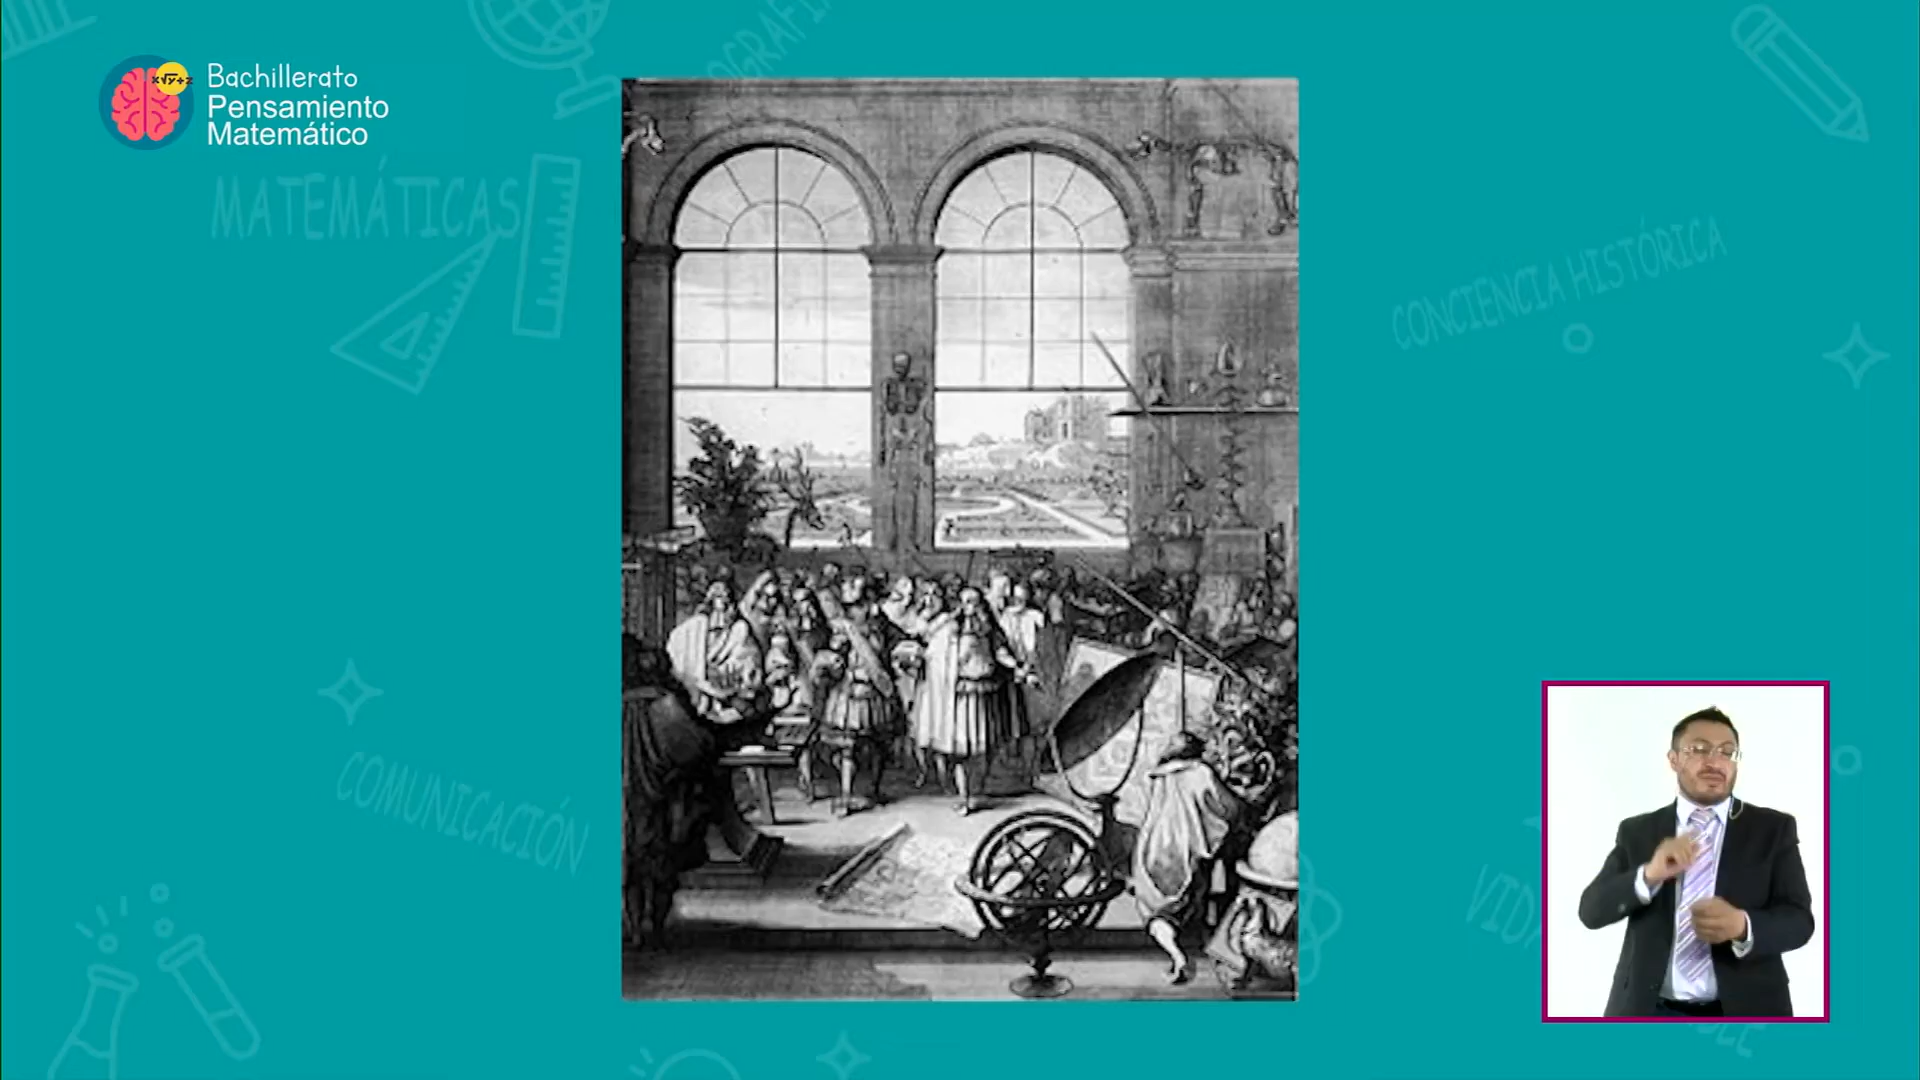 Bachillerato
Pensamiento
Matemático
x√y+z
MATEMÁTICAS
CONCIENCIA HISTÓRICA
COMUNICACIÓN